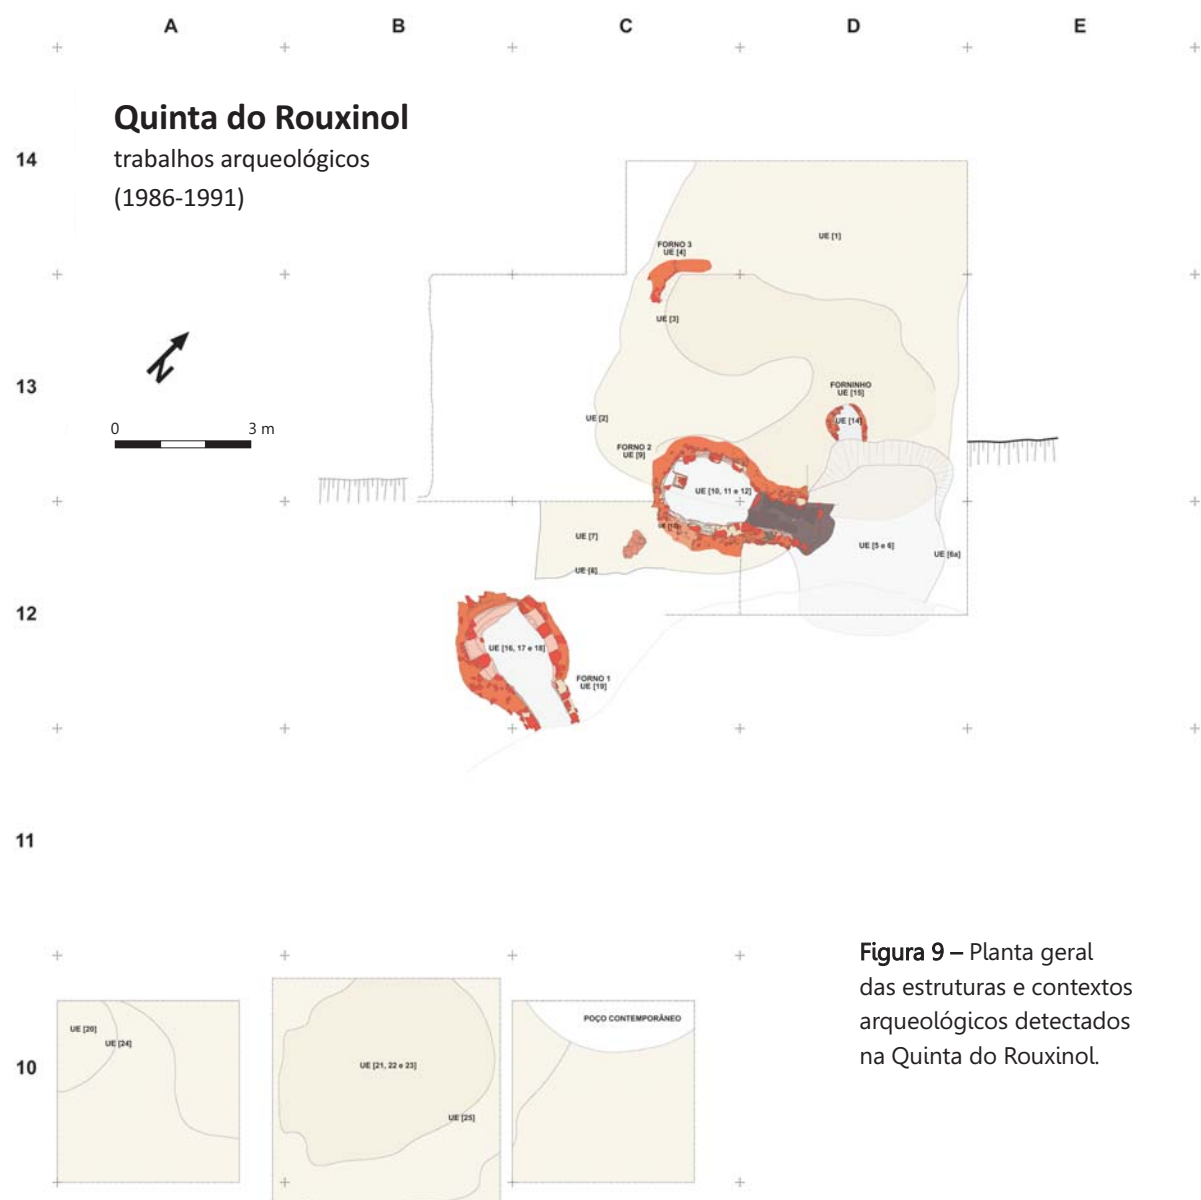 A B C D E
Quinta do Rouxinol
trabalhos arqueológicos
(1986-1991)
14
UE [1]
FORNO 3
UE [4]
UE [3]
N
13
0 3 m
FORNINHO
UE [15]
UE [14]
UE [2]
FORNO 2
UE [9]
UE [10, 11 e 12]
UE [7]
UE [5 e 6]
UE [6a]
UE [8]
12
UE [16, 17 e 18]
FORNO 1
UE [19]
11
Figura 9 – Planta geral
das estruturas e contextos
arqueológicos detectados
na Quinta do Rouxinol.
10
UE [20]
UE [24]
UE [21, 22 e 23]
UE [25]
POÇO CONTEMPORÂNEO